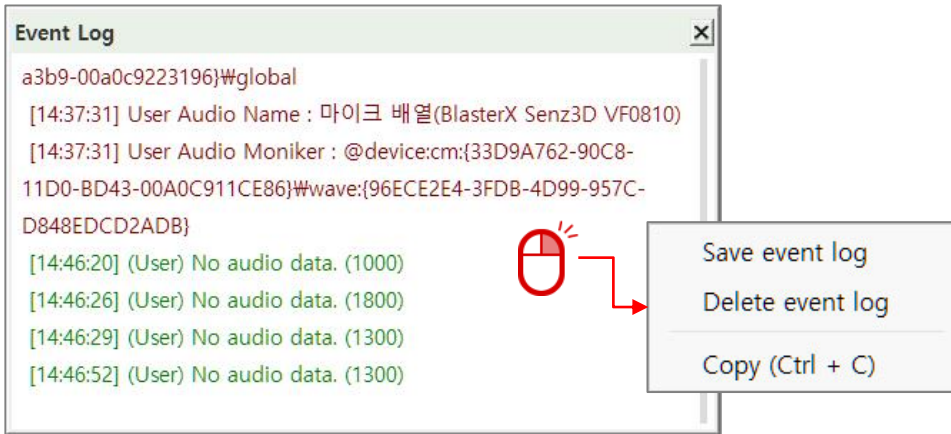 Event Log
a3b9-00a0c9223196}₩global
[14:37:31] User Audio Name : 마이크 배열(BlasterX Senz3D VF0810)
[14:37:31] User Audio Moniker : @device:cm:{33D9A762-90C8-
11D0-BD43-00A0C911CE86}₩wave:{96ECE2E4-3FDB-4D99-957C-
D848EDCD2ADB}
[14:46:20] (User) No audio data. (1000)
[14:46:26] (User) No audio data. (1800)
[14:46:29] (User) No audio data. (1300)
[14:46:52] (User) No audio data. (1300)
Save event log
Delete event log
Copy (Ctrl + C)